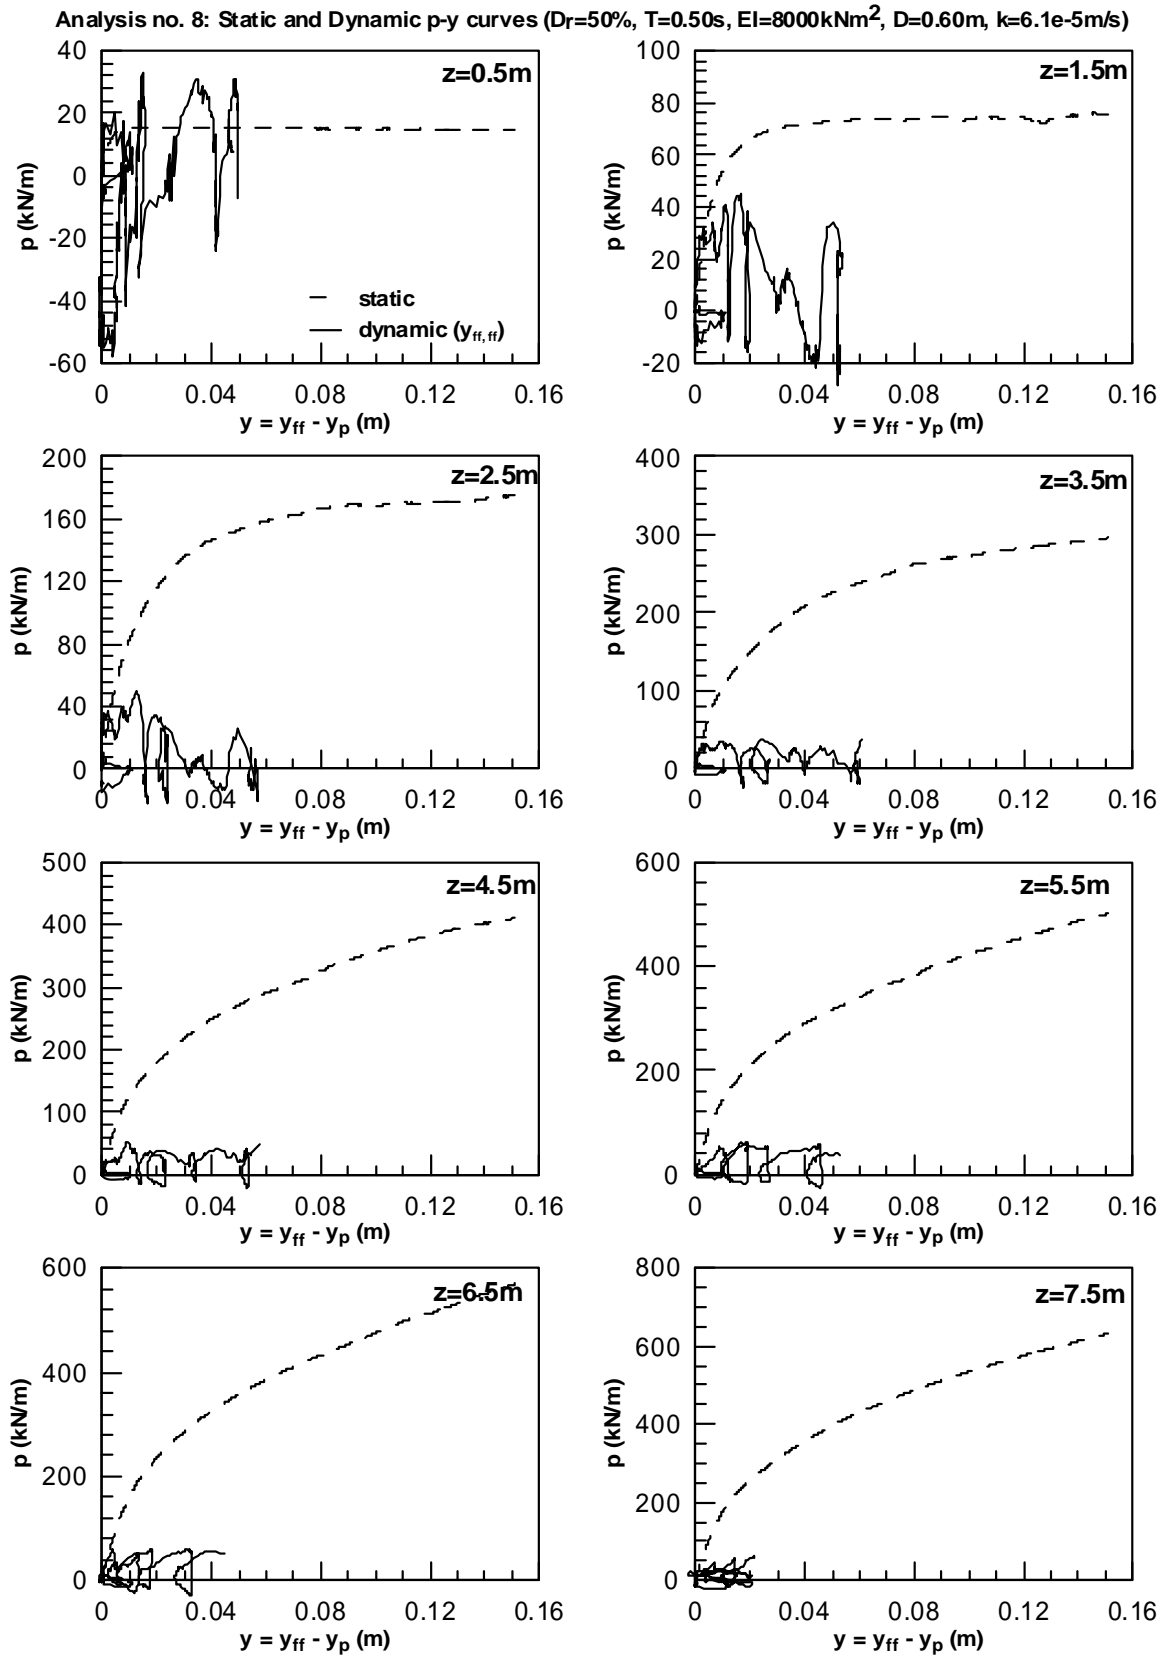 Analysis no. 8: Static and Dynamic p-y curves (Dr=50%, T=0.50s, EI=8000kNm2, D=0.60m, k=6.1e-5m/s)
z=0.5m
40
20
0
-20
-40
-60
p (kN/m)
static
dynamic (yff,ff)
0 0.04 0.08 0.12 0.16
y = yff - yp (m)
z=1.5m
100
80
60
40
20
0
-20
p (kN/m)
0 0.04 0.08 0.12 0.16
y = yff - yp (m)
z=2.5m
200
160
120
80
40
0
p (kN/m)
0 0.04 0.08 0.12 0.16
y = yff - yp (m)
z=3.5m
400
300
200
100
0
p (kN/m)
0 0.04 0.08 0.12 0.16
y = yff - yp (m)
z=4.5m
500
400
300
200
100
0
p (kN/m)
0 0.04 0.08 0.12 0.16
y = yff - yp (m)
z=5.5m
600
400
200
0
p (kN/m)
0 0.04 0.08 0.12 0.16
y = yff - yp (m)
z=6.5m
600
400
200
0
p (kN/m)
0 0.04 0.08 0.12 0.16
y = yff - yp (m)
z=7.5m
800
600
400
200
0
p (kN/m)
0 0.04 0.08 0.12 0.16
y = yff - yp (m)